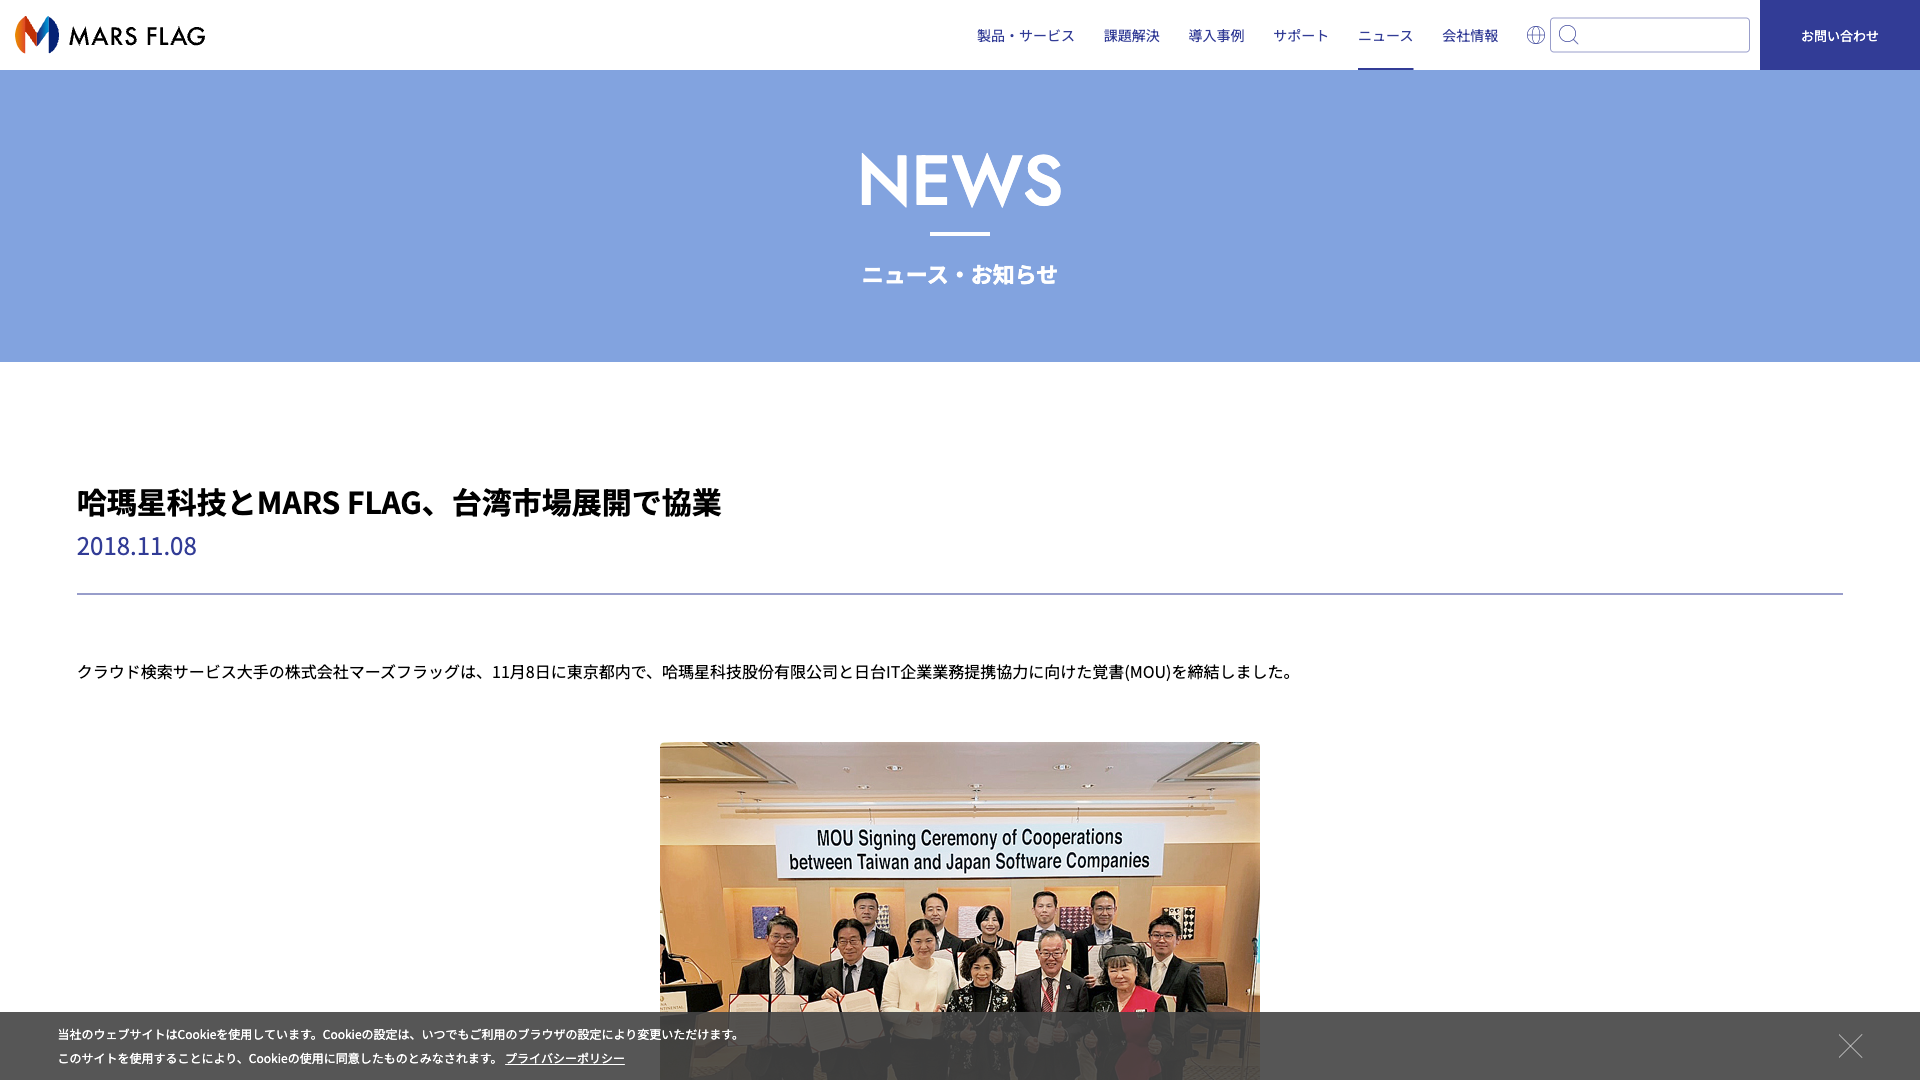 MARS FLAG
製品・サービス
課題解決
導入事例
サポート
ニュース
会社情報
お問い合わせ
NEWS
ニュース・お知らせ
哈瑪星科技とMARS FLAG、台湾市場展開で協業
2018.11.08
クラウド検索サービス大手の株式会社マーズフラッグは、11月8日に東京都内で、哈瑪星科技股份有限公司と日台IT企業業務提携協力に向けた覚書(MOU)を締結しました。
MOU Signing Ceremony of Cooperations
between Taiwan and Japan Software Companies
当社のウェブサイトはCookieを使用しています。Cookieの設定は、いつでもご利用のブラウザの設定により変更いただけます。
このサイトを使用することにより、Cookieの使用に同意したものとみなされます。 プライバシーポリシー